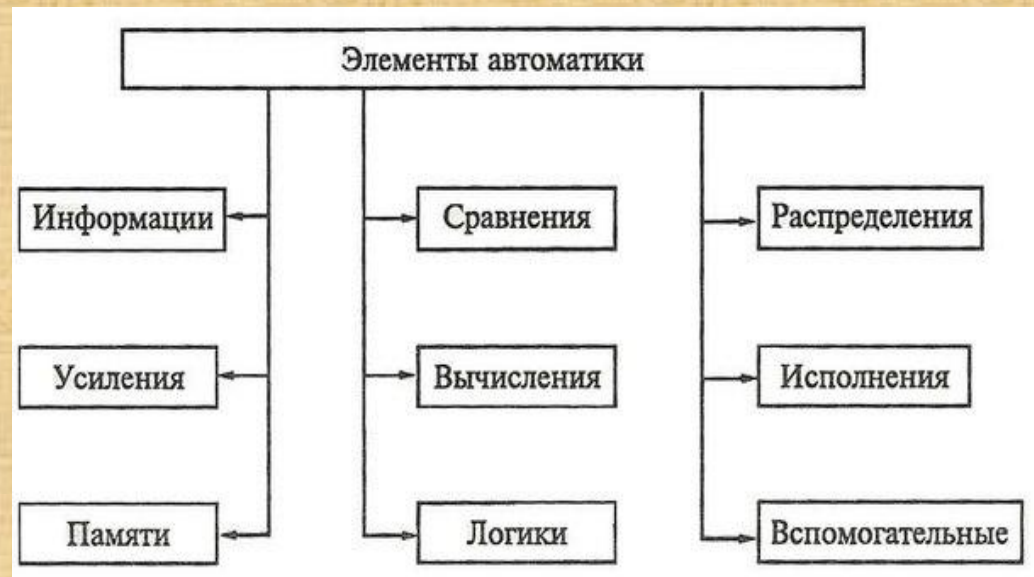 Элементы автоматики
Информации
Сравнения
Распределения
Усиления
Вычисления
Исполнения
Памяти
Логики
Вспомогательные